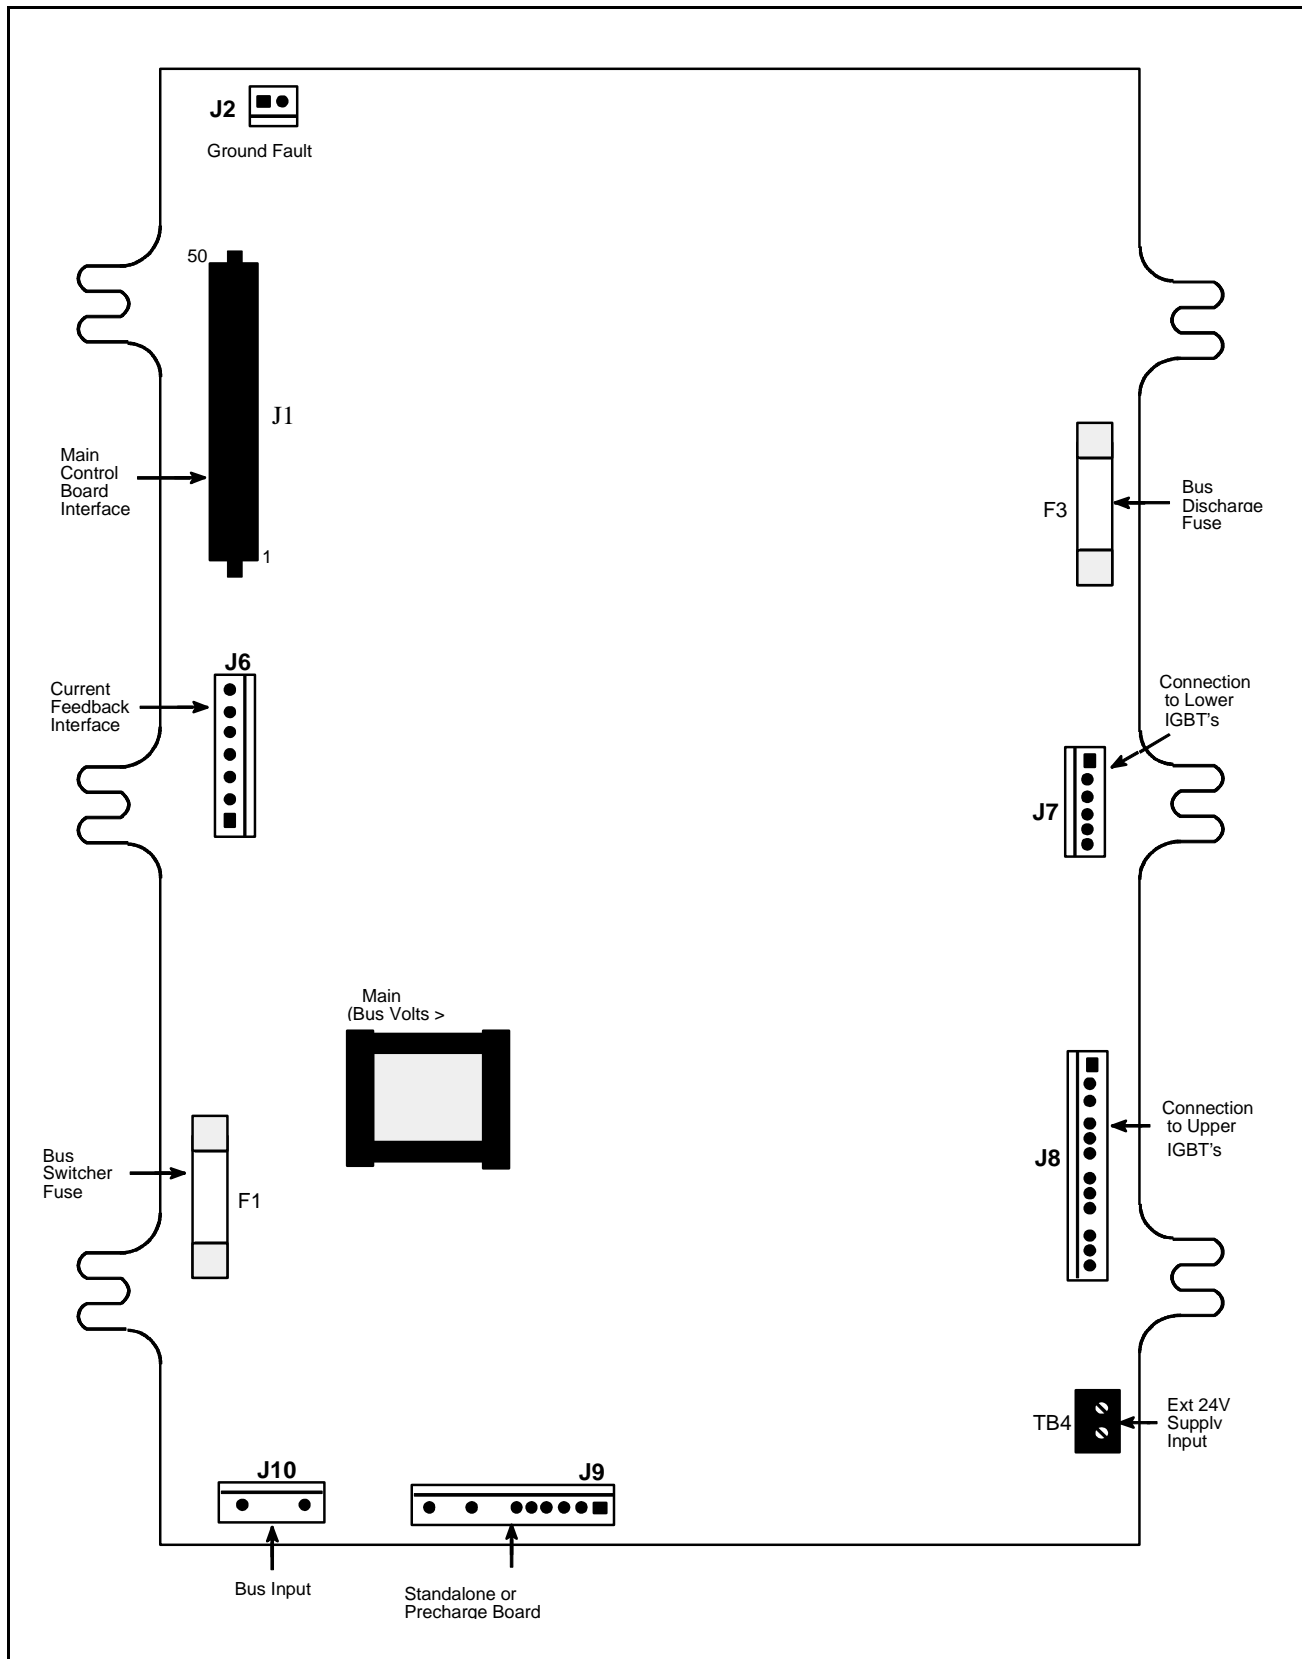 J2
Ground Fault
50
J1
Main
Control
Board
Interface
1
F3
Bus
Discharge
Fuse
J6
Current
Feedback
Interface
Connection
to Lower
IGBT's
J7
Main
(Bus Volts >
Connection
to Upper
IGBT's
J8
Bus
Switcher
Fuse
F1
TB4
Ext 24V
Supply
Input
J10
J9
Bus Input
Standalone or
Precharge Board